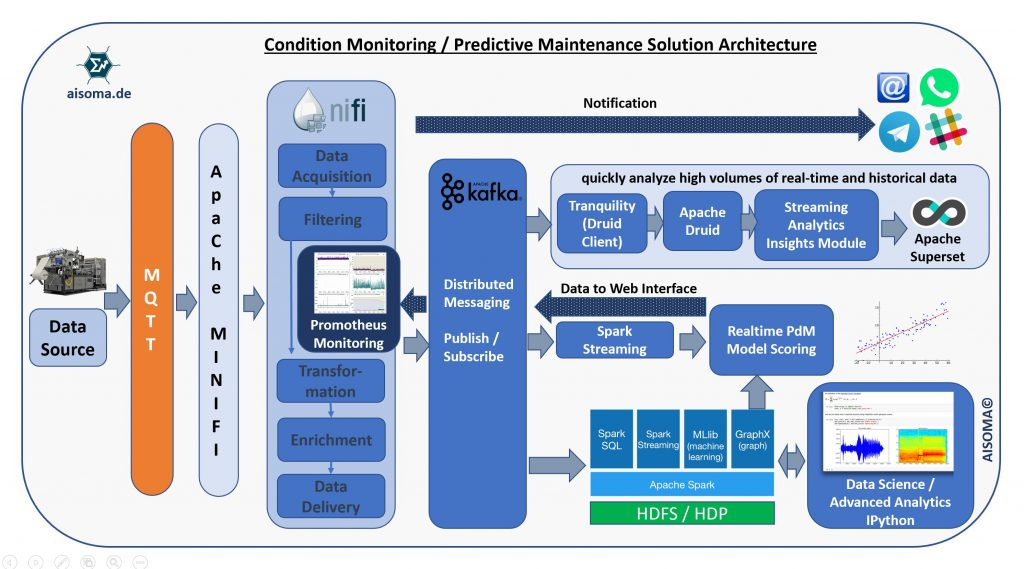 Condition Monitoring / Predictive Maintenance Solution Architecture
aisoma.de
Data
Source
M
Q
T
T
A
p
a
C
h
e
M
I
N
I
F
I
nifi
Data
Acquisition
Filtering
Promotheus
Monitoring
Transfor-
mation
Enrichment
Data
Delivery
Notification
APACHE
kafka®
Distributed
Messaging
Publish /
Subscribe
quickly analyze high volumes of real-time and historical data
Tranquility
(Druid
Client)
Apache
Druid
Streaming
Analytics
Insights Module
Apache
Superset
Data to Web Interface
Spark
Streaming
Realtime PdM
Model Scoring
Spark
SQL
Spark
Streaming
MLlib
(machine
learning)
GraphX
(graph)
Apache Spark
HDFS / HDP
Data Science /
Advanced Analytics
IPython
AISOMA©